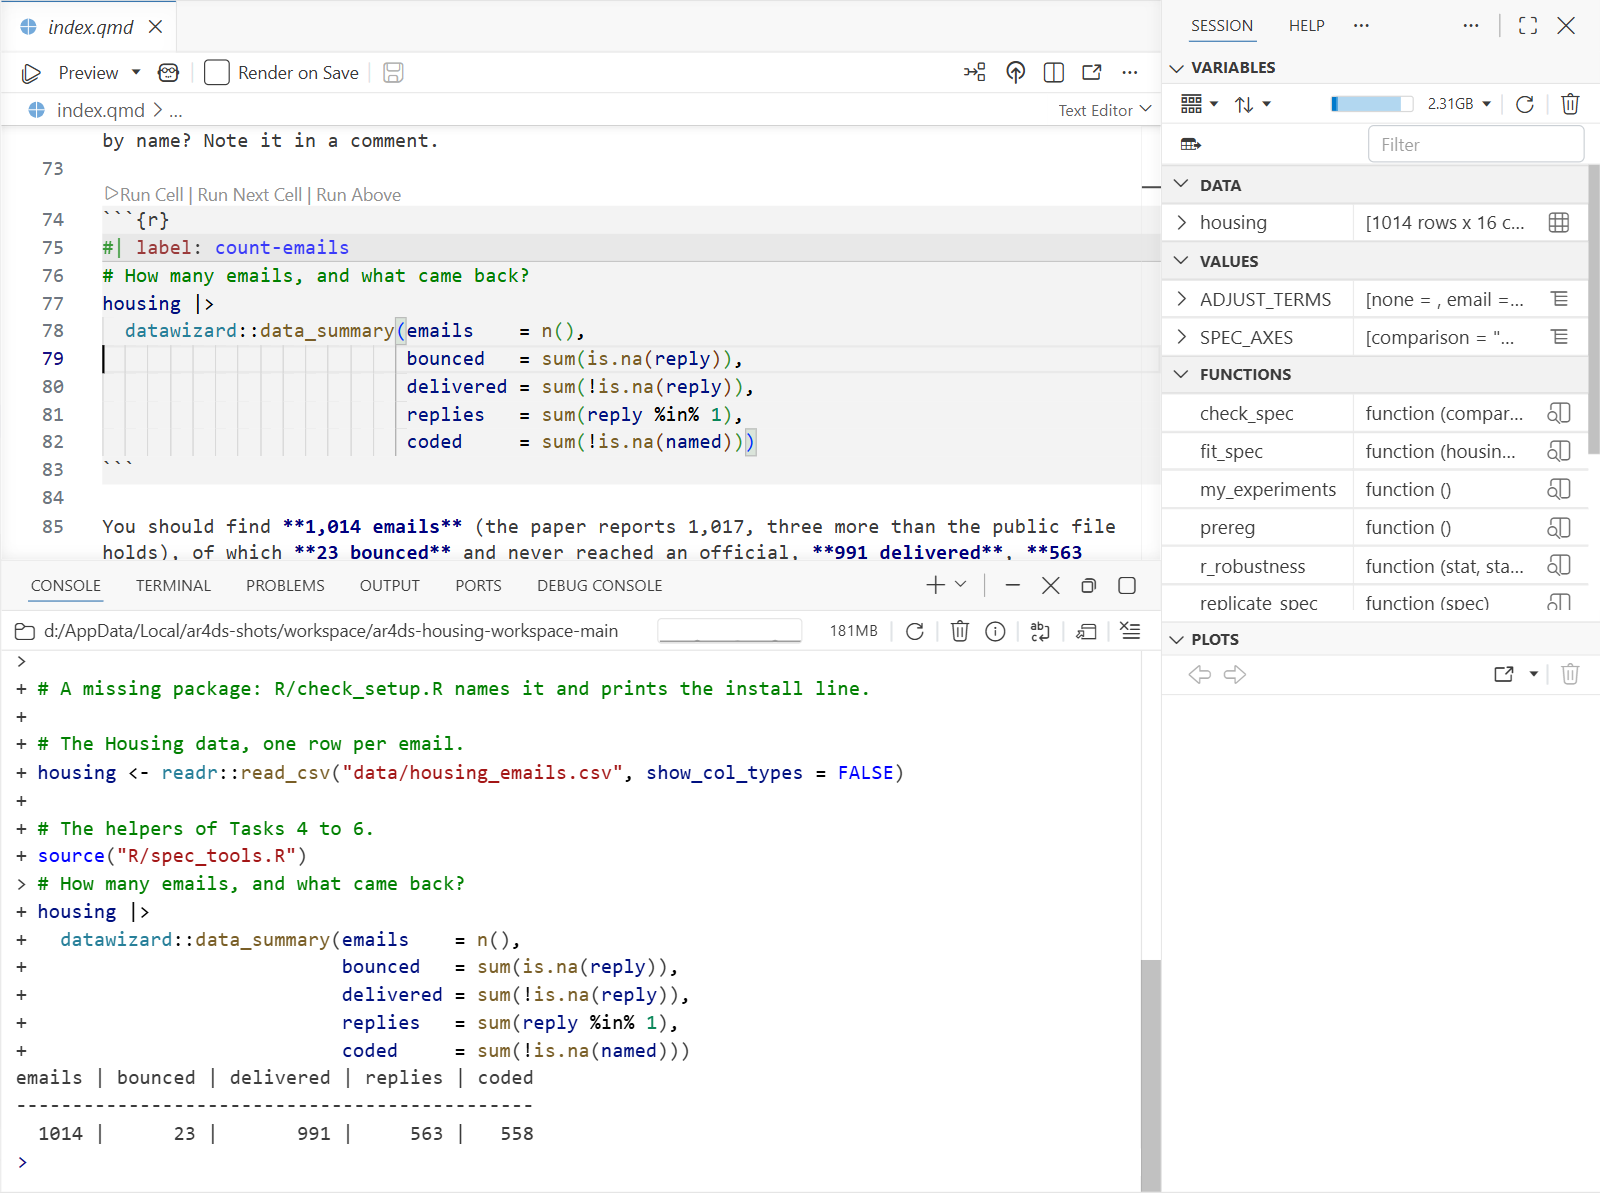 index.qmd
Preview
Render on Save
index.qmd > ...
Text Editor
by name? Note it in a comment.
73
Run Cell | Run Next Cell | Run Above
74 ```{r}
75 #| label: count-emails
76 # How many emails, and what came back?
77 housing |>
78   datawizard::data_summary(emails    = n(),
79                            bounced   = sum(is.na(reply)),
80                            delivered = sum(!is.na(reply)),
81                            replies   = sum(reply %in% 1),
82                            coded     = sum(!is.na(named)))
83 ```
84
85 You should find **1,014 emails** (the paper reports 1,017, three more than the public file
holds), of which **23 bounced** and never reached an official, **991 delivered**, **563
CONSOLE TERMINAL PROBLEMS OUTPUT PORTS DEBUG CONSOLE
d:/AppData/Local/ar4ds-shots/workspace/ar4ds-housing-workspace-main
181MB
>
+ # A missing package: R/check_setup.R names it and prints the install line.
+
+ # The Housing data, one row per email.
+ housing <- readr::read_csv("data/housing_emails.csv", show_col_types = FALSE)
+
+ # The helpers of Tasks 4 to 6.
+ source("R/spec_tools.R")
> # How many emails, and what came back?
+ housing |>
+   datawizard::data_summary(emails    = n(),
+                            bounced   = sum(is.na(reply)),
+                            delivered = sum(!is.na(reply)),
+                            replies   = sum(reply %in% 1),
+                            coded     = sum(!is.na(named)))
emails | bounced | delivered | replies | coded
----------------------------------------------
  1014 |      23 |       991 |     563 |   558
>
SESSION HELP
VARIABLES
2.31GB
Filter
DATA
housing [1014 rows x 16 c...
VALUES
ADJUST_TERMS [none = , email =...
SPEC_AXES [comparison = "...
FUNCTIONS
check_spec function (compar...
fit_spec function (housin...
my_experiments function ()
prereg function ()
r_robustness function (stat, sta...
replicate_spec function (spec)
PLOTS